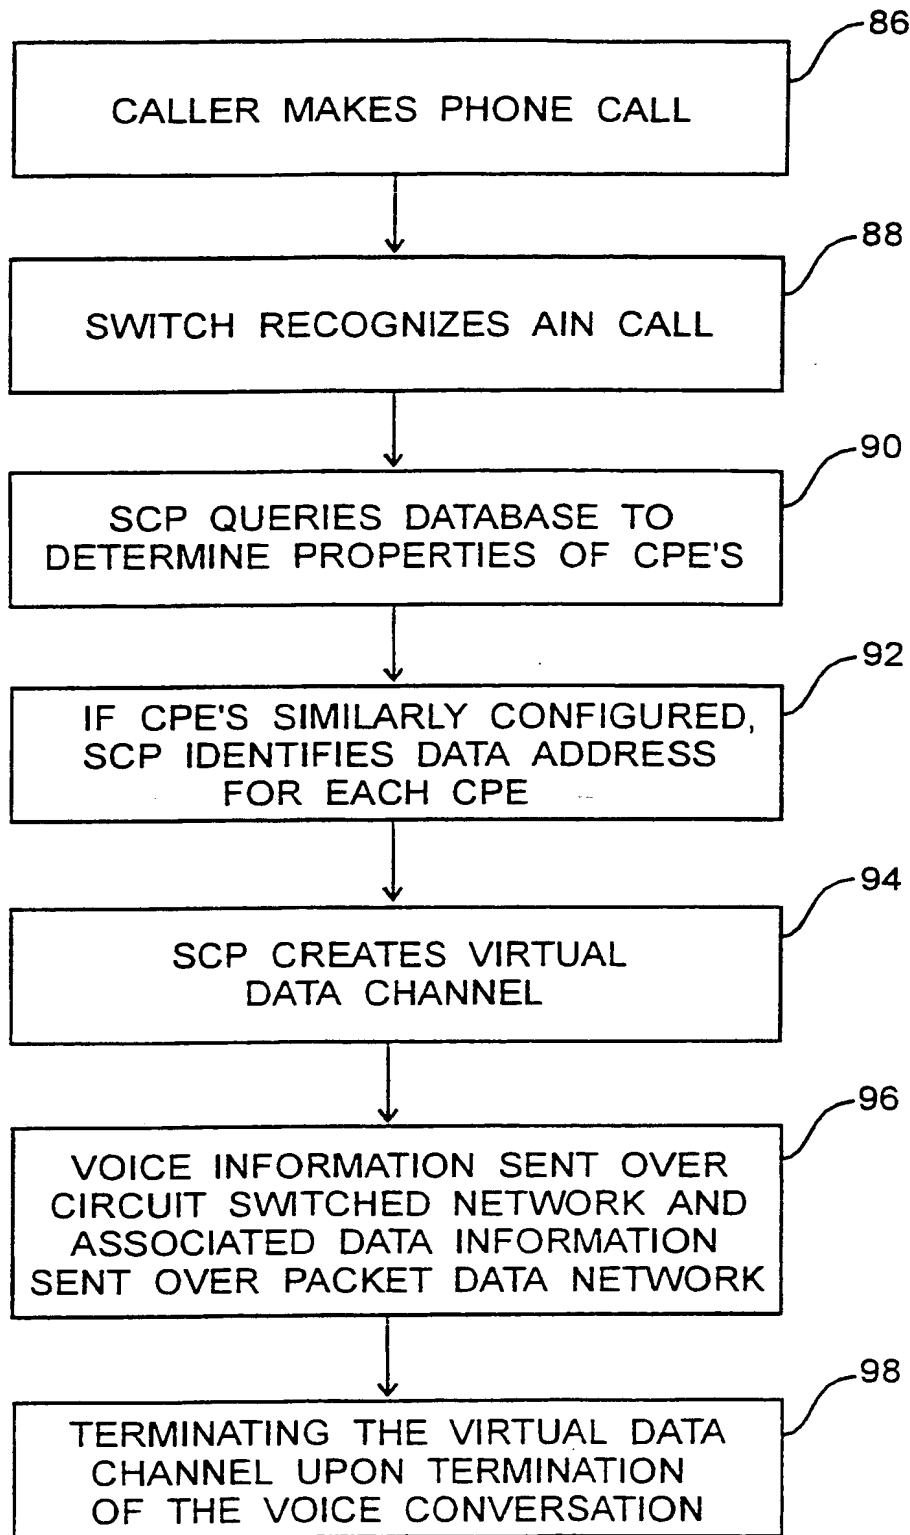 86
CALLER MAKES PHONE CALL
88
SWITCH RECOGNIZES AIN CALL
90
SCP QUERIES DATABASE TO
DETERMINE PROPERTIES OF CPE'S
92
IF CPE'S SIMILARLY CONFIGURED,
SCP IDENTIFIES DATA ADDRESS
FOR EACH CPE
94
SCP CREATES VIRTUAL
DATA CHANNEL
96
VOICE INFORMATION SENT OVER
CIRCUIT SWITCHED NETWORK AND
ASSOCIATED DATA INFORMATION
SENT OVER PACKET DATA NETWORK
98
TERMINATING THE VIRTUAL DATA
CHANNEL UPON TERMINATION
OF THE VOICE CONVERSATION